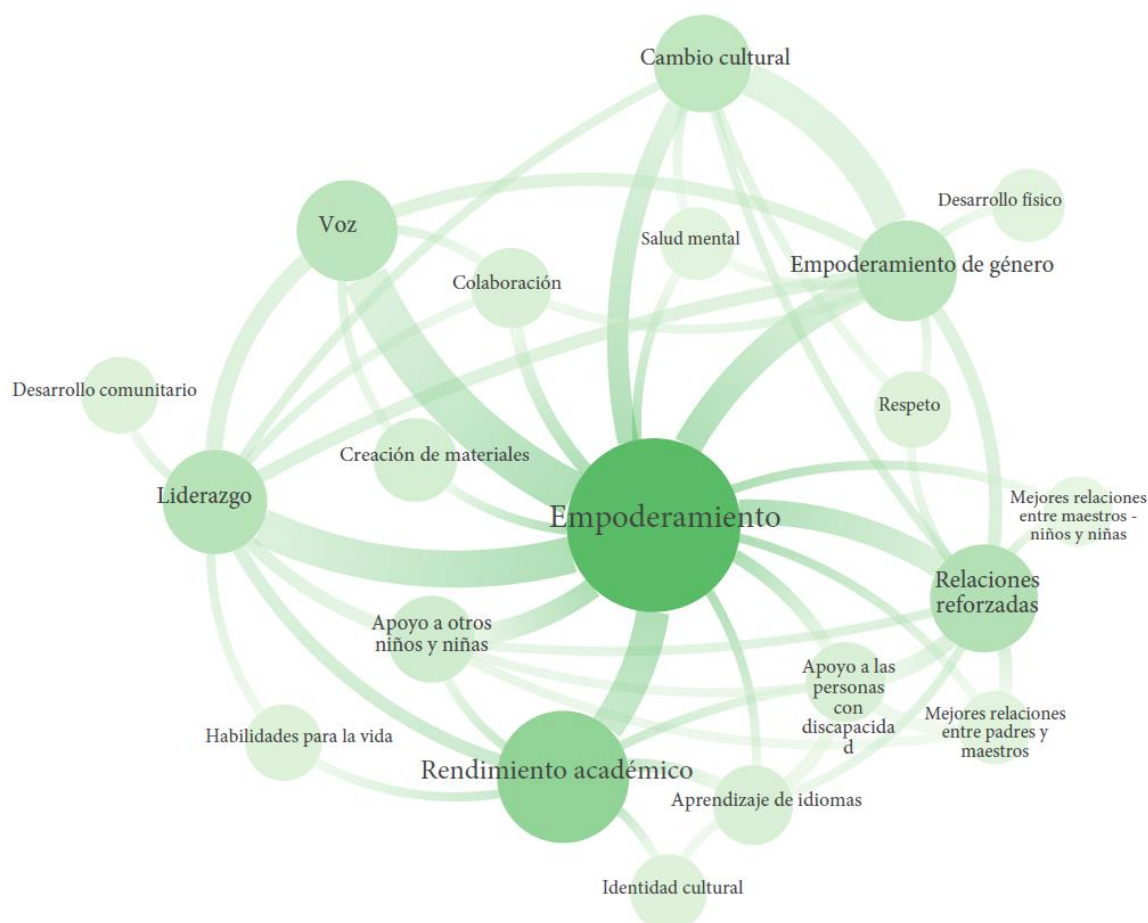 Cambio cultural
Desarrollo físico
Voz
Salud mental
Empoderamiento de género
Colaboración
Desarrollo comunitario
Respeto
Creación de materiales
Liderazgo
Empoderamiento
Mejores relaciones
entre maestros -
niños y niñas
Relaciones
reforzadas
Apoyo a otros
niños y niñas
Apoyo a las
personas
con
discapacida
d
Mejores relaciones
entre padres y
maestros
Habilidades para la vida
Rendimiento académico
Aprendizaje de idiomas
Identidad cultural